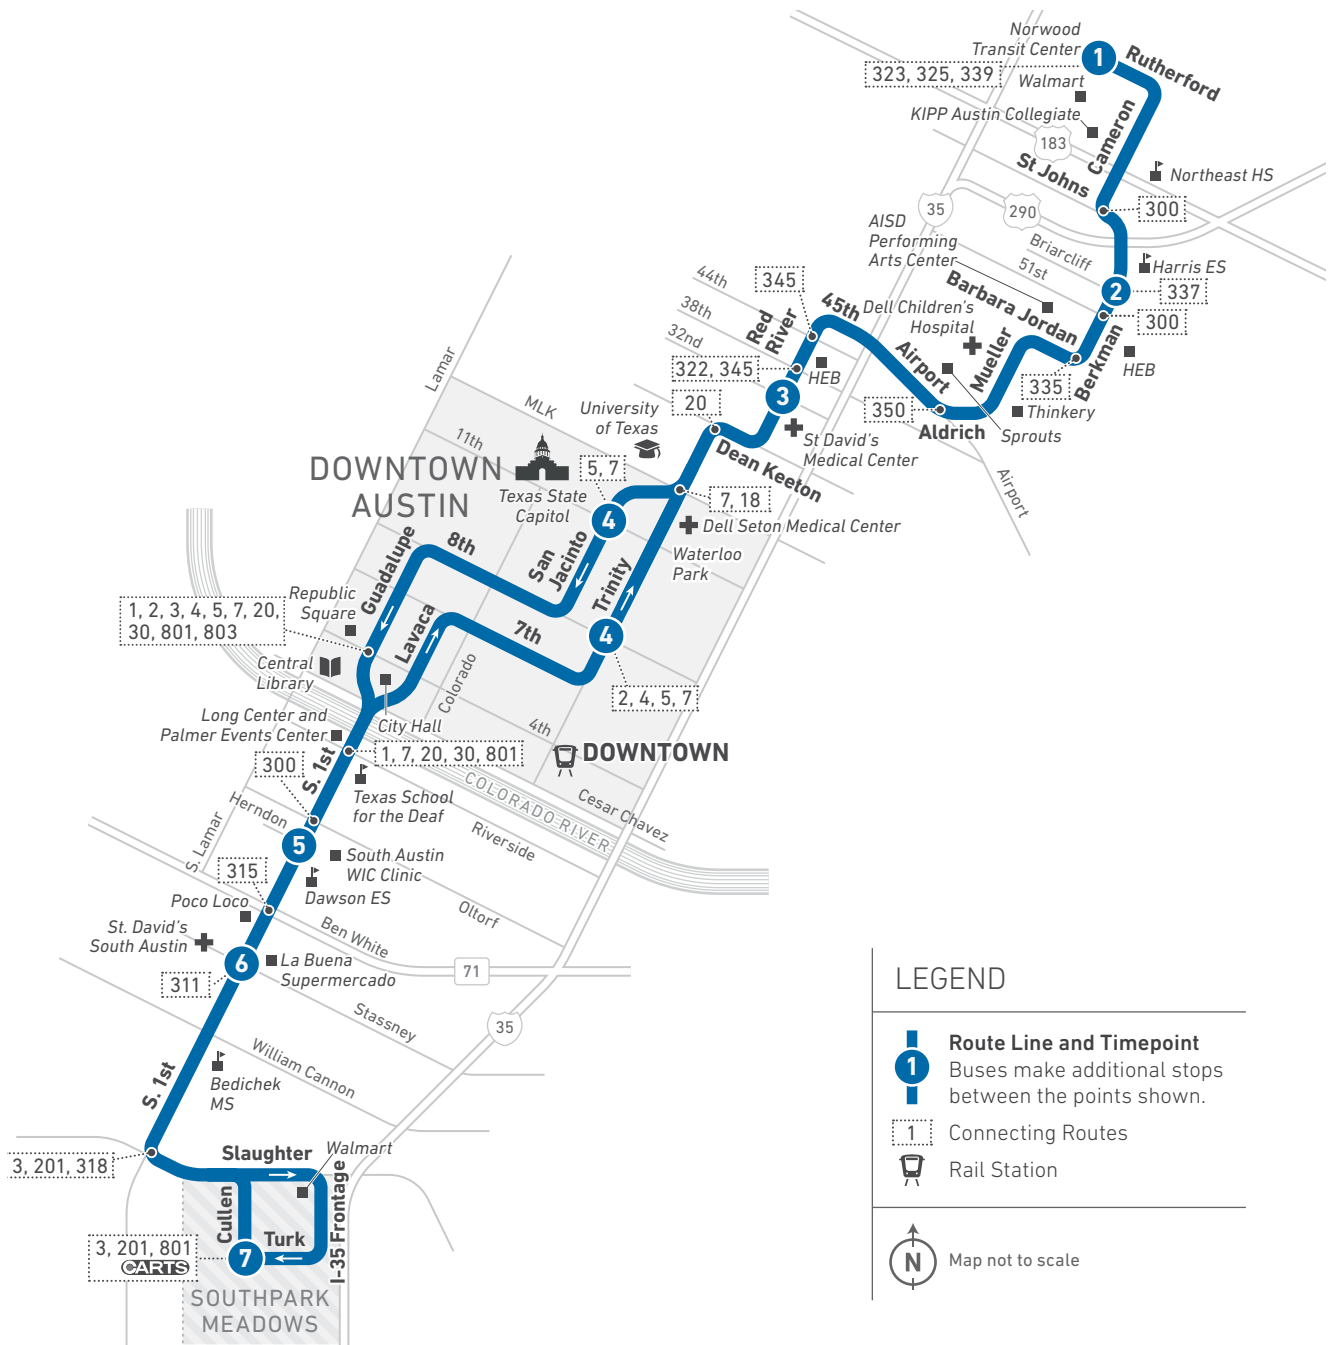 Norwood
Transit Center
1
Rutherford
323, 325, 339
Walmart
KIPP Austin Collegiate
Cameron
183
St Johns
Northeast HS
300
35
290
AISD
Performing
Arts Center
Briarcliff
51st
Harris ES
2
337
300
Barbara Jordan
Berkman
HEB
335
Dell Children's
Hospital
Mueller
Thinkery
Airport
350
Aldrich
Sprouts
Airport
44th
345
45th
38th
Red
River
32nd
322, 345
HEB
3
20
St David's
Medical Center
Dean Keeton
Lamar
MLK
University
of Texas
11th
DOWNTOWN
AUSTIN
5, 7
Texas State
Capitol
4
7, 18
Dell Seton Medical Center
Waterloo
Park
8th
San
Jacinto
Trinity
Guadalupe
Republic
Square
1, 2, 3, 4, 5, 7, 20,
30, 801, 803
Lavaca
7th
4
Central
Library
Colorado
2, 4, 5, 7
City Hall
4th
Long Center and
Palmer Events Center
1, 7, 20, 30, 801
DOWNTOWN
300
S. 1st
Texas School
for the Deaf
COLORADO RIVER
Cesar Chavez
Herndon
Riverside
S. Lamar
5
South Austin
WIC Clinic
Dawson ES
315
Poco Loco
Oltorf
St. David's
South Austin
Ben White
6
La Buena
Supermercado
71
311
Stassney
35
William Cannon
Bedichek
MS
S. 1st
3, 201, 318
Slaughter
Walmart
Cullen
Turk
I-35 Frontage
3, 201, 801
CARTS
7
SOUTHPARK
MEADOWS
LEGEND
1
Route Line and Timepoint
Buses make additional stops
between the points shown.
1
Connecting Routes
Rail Station
N
Map not to scale